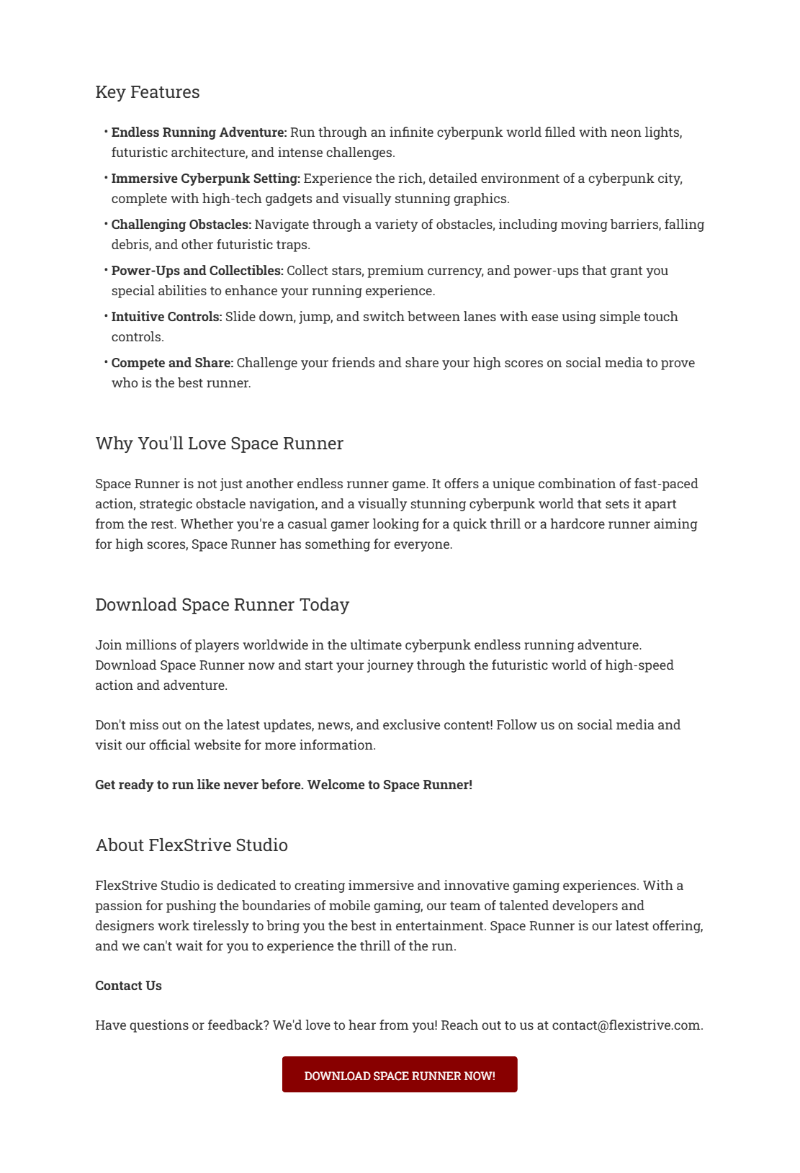 Key Features
• Endless Running Adventure: Run through an infinite cyberpunk world filled with neon lights,
futuristic architecture, and intense challenges.
• Immersive Cyberpunk Setting: Experience the rich, detailed environment of a cyberpunk city,
complete with high-tech gadgets and visually stunning graphics.
• Challenging Obstacles: Navigate through a variety of obstacles, including moving barriers, falling
debris, and other futuristic traps.
• Power-Ups and Collectibles: Collect stars, premium currency, and power-ups that grant you
special abilities to enhance your running experience.
• Intuitive Controls: Slide down, jump, and switch between lanes with ease using simple touch
controls.
• Compete and Share: Challenge your friends and share your high scores on social media to prove
who is the best runner.
Why You'll Love Space Runner
Space Runner is not just another endless runner game. It offers a unique combination of fast-paced
action, strategic obstacle navigation, and a visually stunning cyberpunk world that sets it apart
from the rest. Whether you're a casual gamer looking for a quick thrill or a hardcore runner aiming
for high scores, Space Runner has something for everyone.
Download Space Runner Today
Join millions of players worldwide in the ultimate cyberpunk endless running adventure.
Download Space Runner now and start your journey through the futuristic world of high-speed
action and adventure.
Don't miss out on the latest updates, news, and exclusive content! Follow us on social media and
visit our official website for more information.
Get ready to run like never before. Welcome to Space Runner!
About FlexStrive Studio
FlexStrive Studio is dedicated to creating immersive and innovative gaming experiences. With a
passion for pushing the boundaries of mobile gaming, our team of talented developers and
designers work tirelessly to bring you the best in entertainment. Space Runner is our latest offering,
and we can't wait for you to experience the thrill of the run.
Contact Us
Have questions or feedback? We'd love to hear from you! Reach out to us at contact@flexistrive.com.
DOWNLOAD SPACE RUNNER NOW!